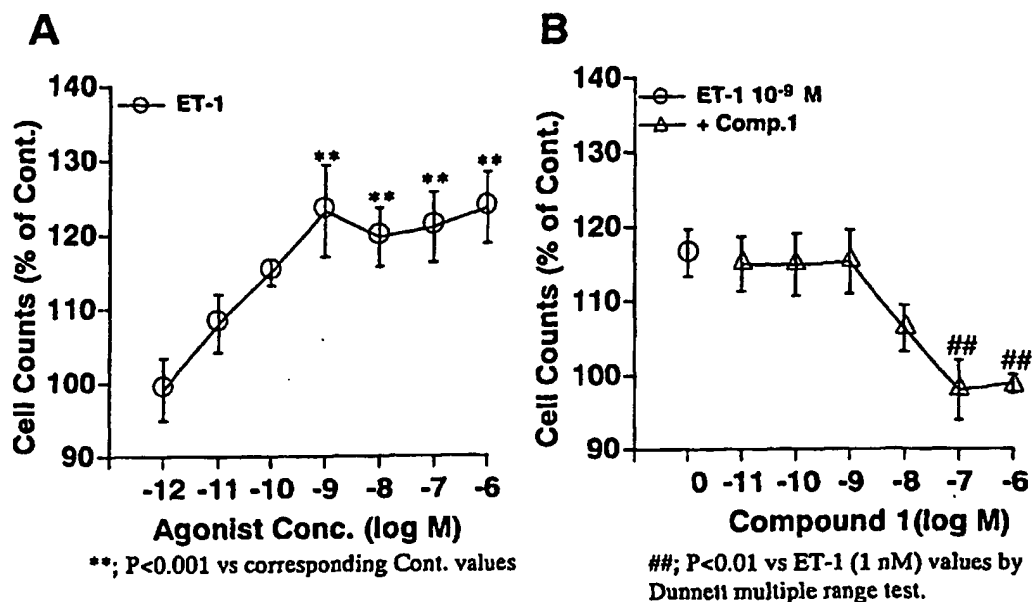 A
140
130
120
110
100
90
Cell Counts (% of Cont.)
ET-1
**
**
**
**
-12 -11 -10 -9 -8 -7 -6
Agonist Conc. (log M)
**; P<0.001 vs corresponding Cont. values
B
140
130
120
110
100
90
Cell Counts (% of Cont.)
ET-1 10⁻⁹ M
+ Comp.1
##
##
0 -11 -10 -9 -8 -7 -6
Compound 1(log M)
##; P<0.01 vs ET-1 (1 nM) values by
Dunnett multiple range test.